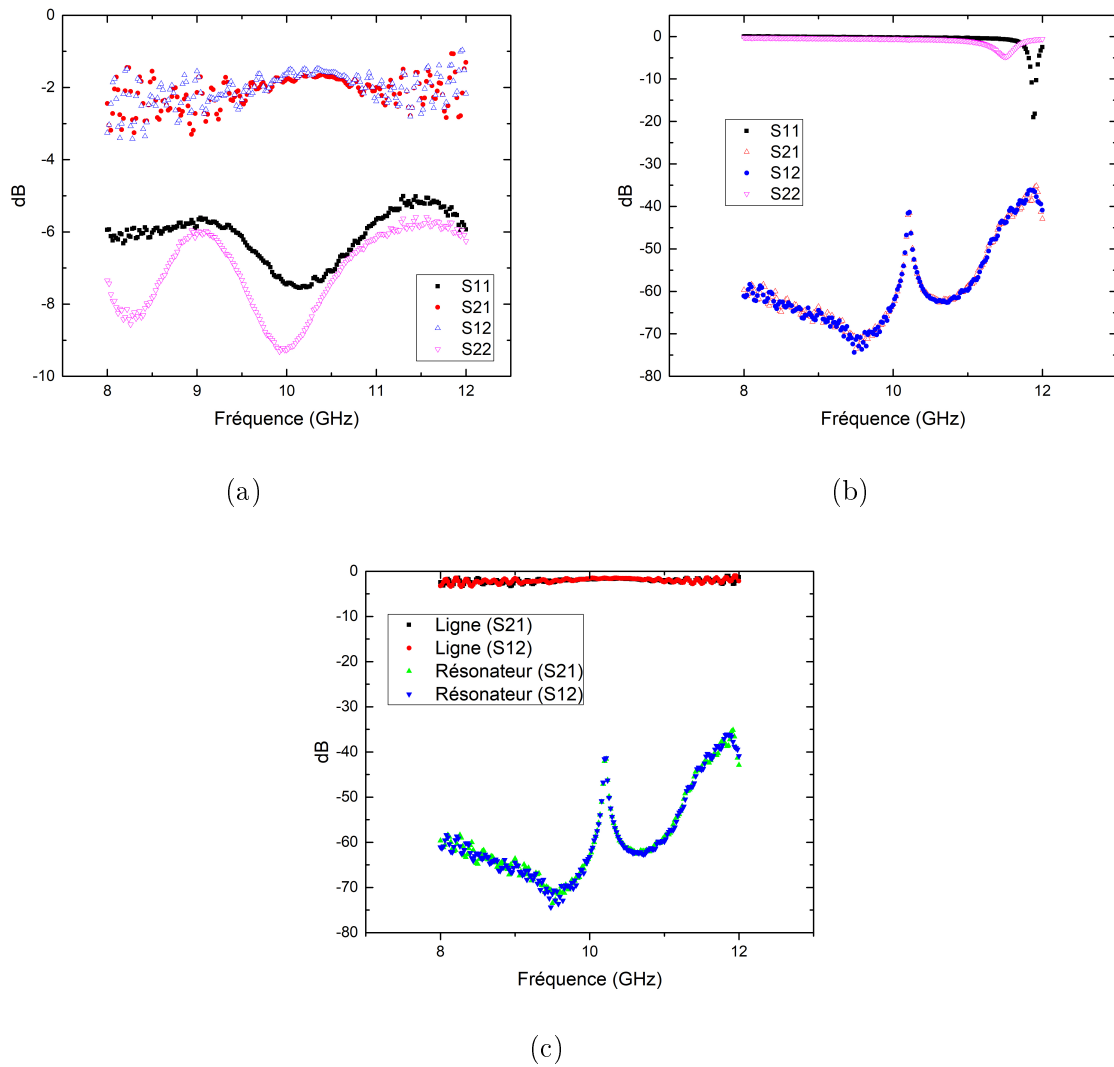 0
-2
-4
-6
-8
-10
dB
8
9
10
11
12
Fréquence (GHz)
S11
S21
S12
S22
(a)
0
-10
-20
-30
-40
-50
-60
-70
-80
dB
8
10
12
Fréquence (GHz)
S11
S21
S12
S22
(b)
0
-10
-20
-30
-40
-50
-60
-70
-80
dB
8
10
12
Fréquence (GHz)
Ligne (S21)
Ligne (S12)
Résonateur (S21)
Résonateur (S12)
(c)